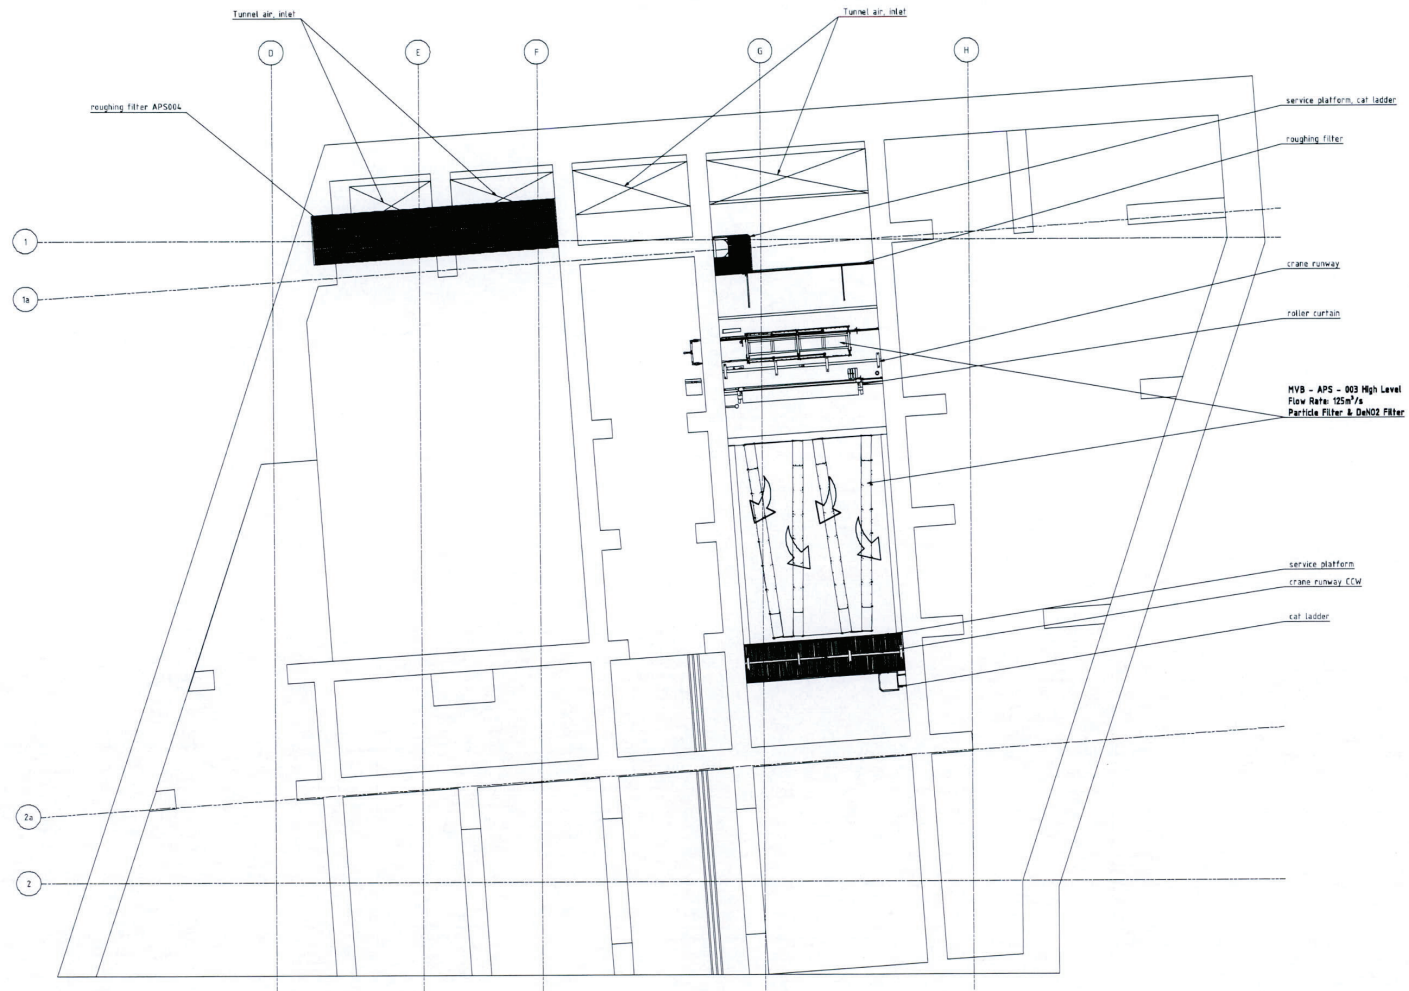 Tunnel air, inlet
Tunnel air, inlet
D
E
F
G
H
roughing filter APS004
service platform, cat ladder
roughing filter
1
crane runway
1a
roller curtain
MVB - APS - 003 High Level
Flow Rate: 125m³/s
Particle Filter & DeNO2 Filter
service platform
crane runway CCW
cat ladder
2a
2